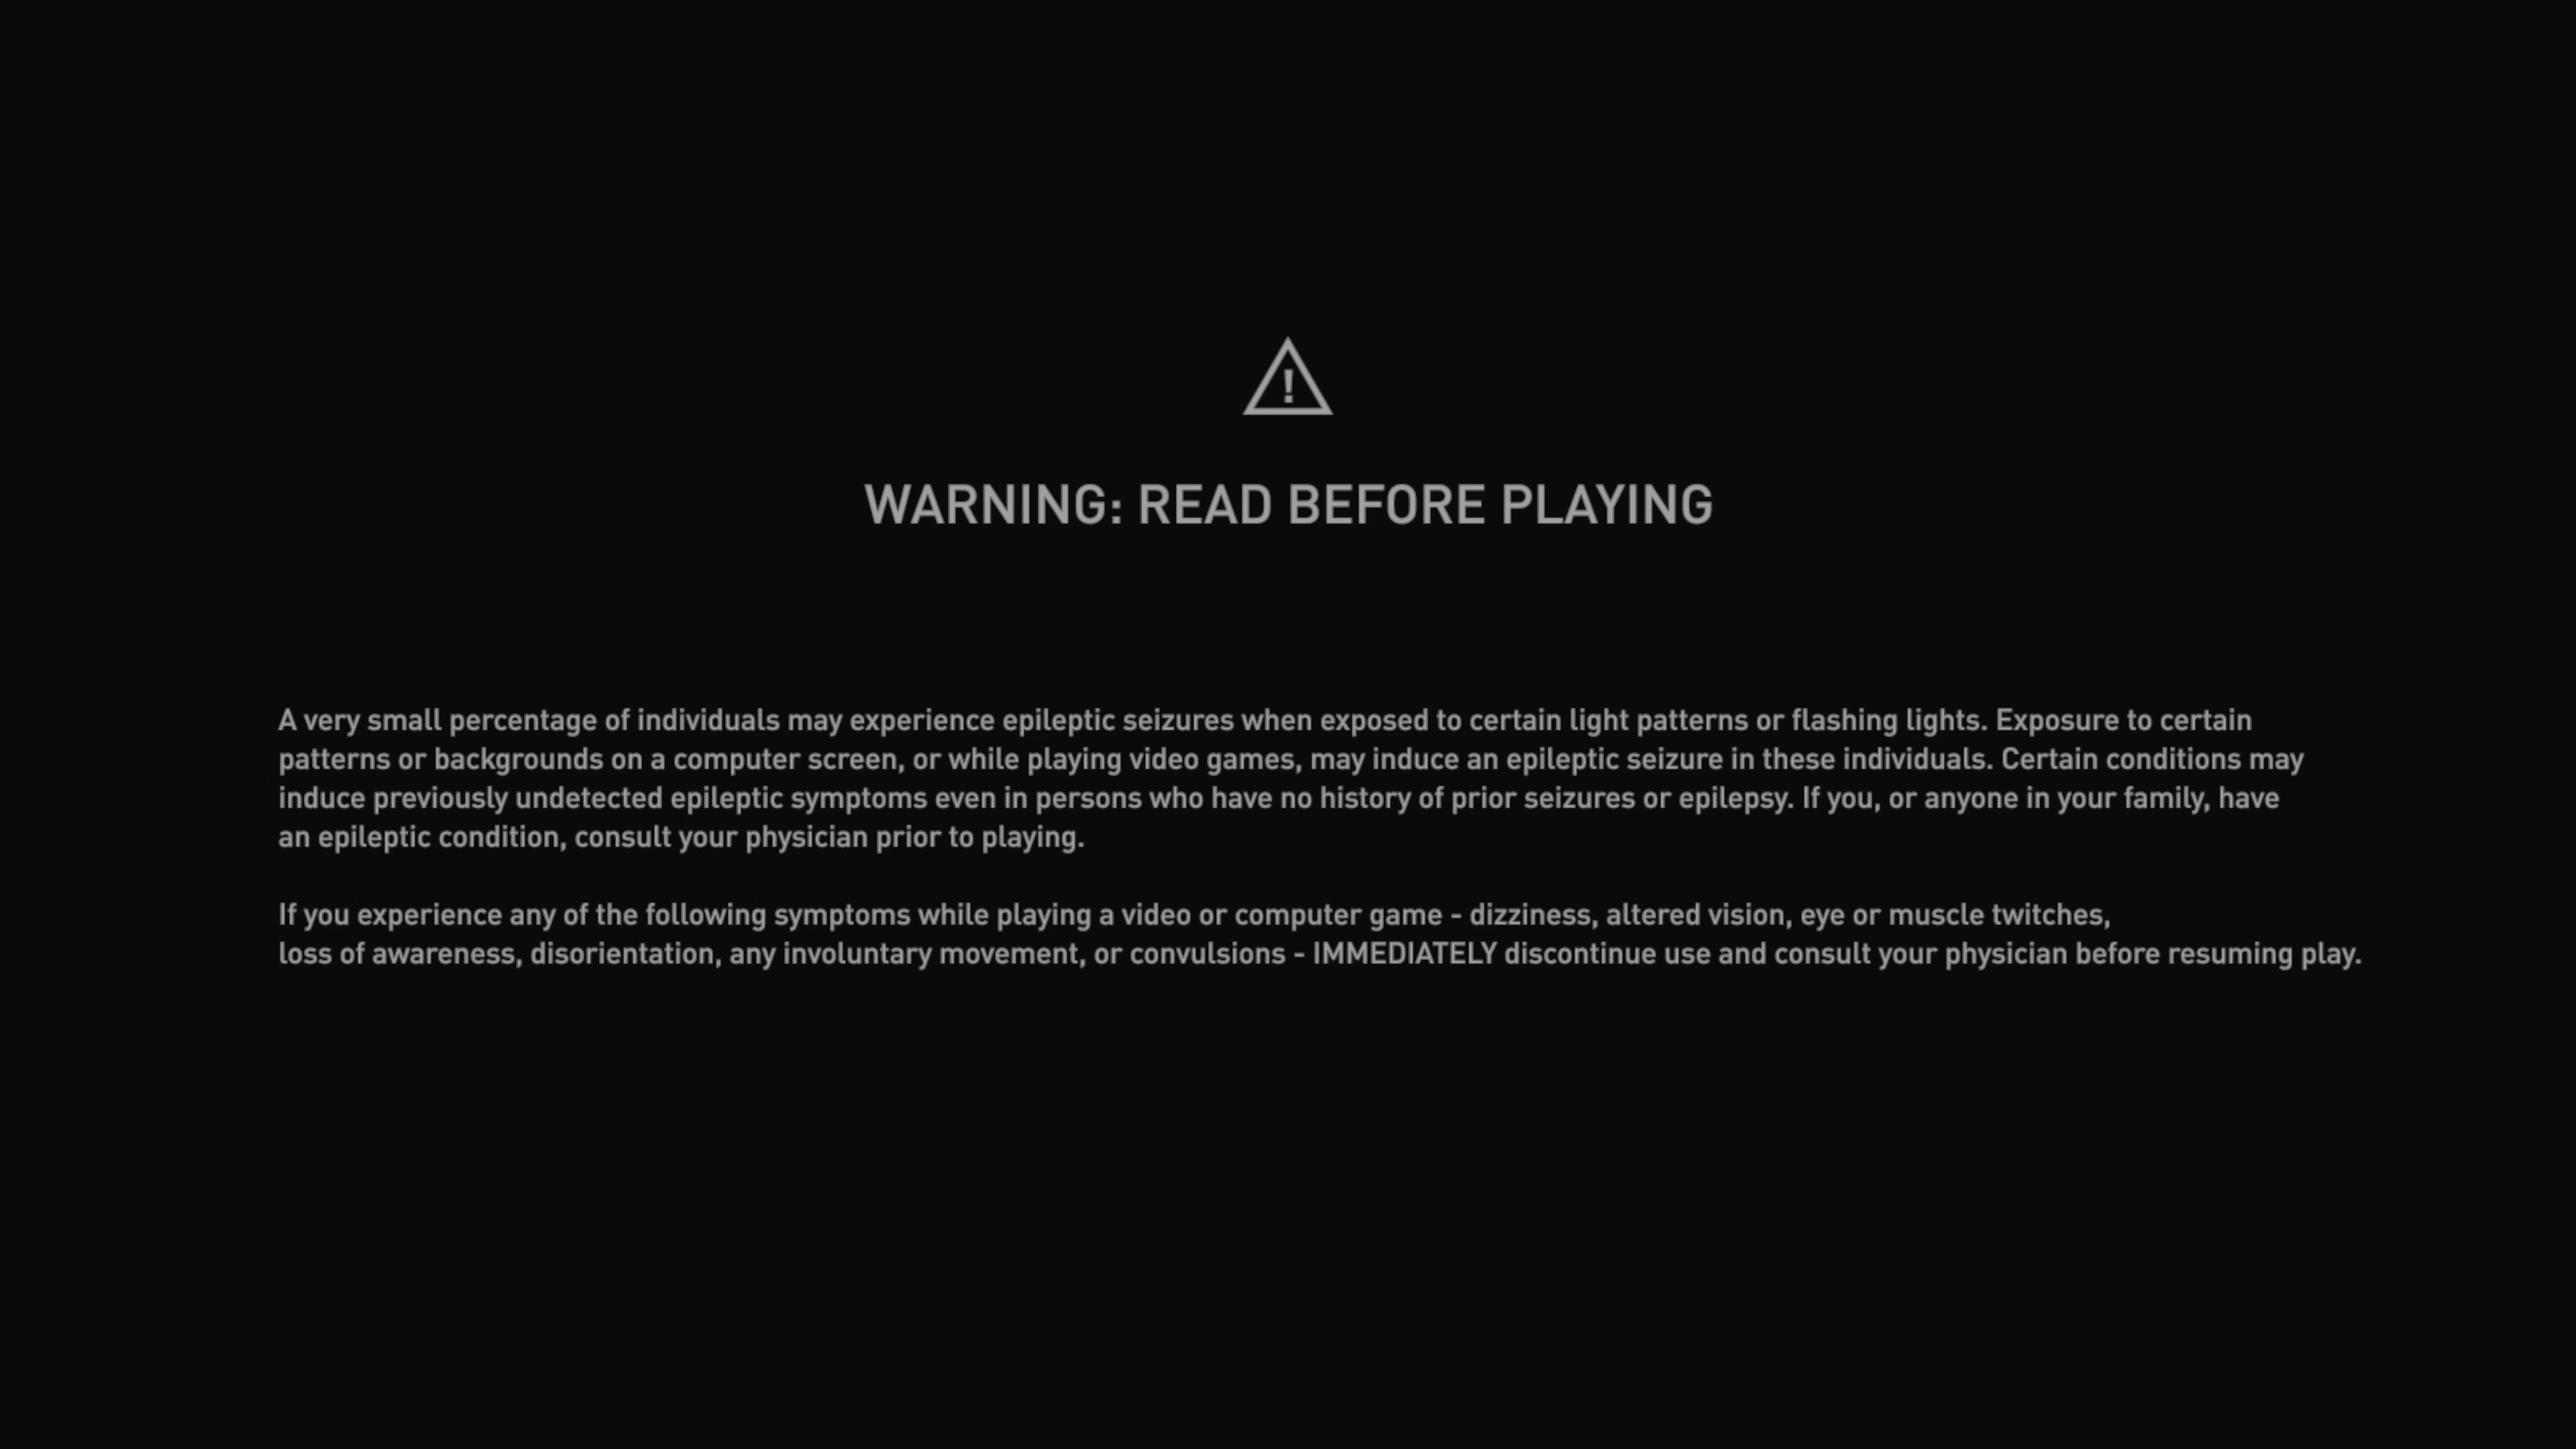 !
WARNING: READ BEFORE PLAYING
A very small percentage of individuals may experience epileptic seizures when exposed to certain light patterns or flashing lights. Exposure to certain
patterns or backgrounds on a computer screen, or while playing video games, may induce an epileptic seizure in these individuals. Certain conditions may
induce previously undetected epileptic symptoms even in persons who have no history of prior seizures or epilepsy. If you, or anyone in your family, have
an epileptic condition, consult your physician prior to playing.
If you experience any of the following symptoms while playing a video or computer game - dizziness, altered vision, eye or muscle twitches,
loss of awareness, disorientation, any involuntary movement, or convulsions - IMMEDIATELY discontinue use and consult your physician before resuming play.